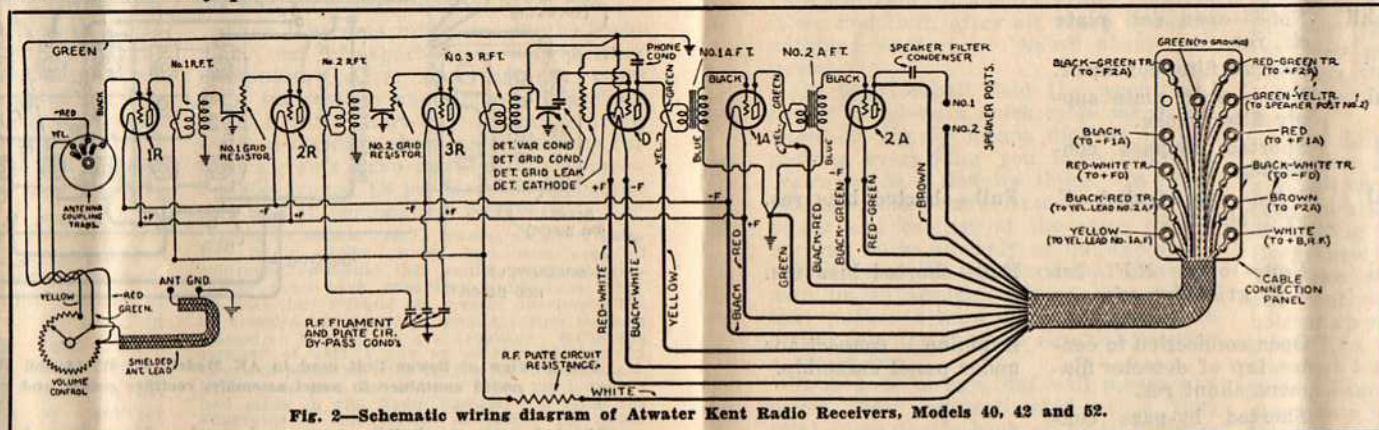 GREEN
*RED
YEL.
BLACK
ANTENNA
COUPLING
TRANS.
1R
No.1 R.F.T.
NO.1 GRID
RESISTOR
2R
No.2 R.F.T.
NO.2 GRID
RESISTOR.
3R
NO.3 R.F.T.
DET. VAR COND
DET GRID COND.
DET. GRID LEAK
DET. CATHODE
PHONE
COND
D
GREEN
YEL.
NO.1 A.F.T.
BLUE
BLACK
1A
GREEN
YEL
NO.2 A F.T.
BLUE
BLACK
2A
SPEAKER FILTER
CONDENSER
NO.1
NO.2
SPEAKER POSTS.
-F
+F
-F
+F
-F
+F
+F
-F
+F
-F
YELLOW
RED
GREEN.
ANT GND.
SHIELDED
ANT LEAD
VOLUME
CONTROL
R.F. FILAMENT
AND PLATE CIR.
BY-PASS COND'S
R.F. PLATE CIRCUIT
RESISTANCE
WHITE
RED-WHITE
BLACK-WHITE
YELLOW
BLACK
RED
GREEN
BLACK-RED
BLACK-GREEN
RED-GREEN
BROWN
GREEN (TO GROUND)
BLACK-GREEN TR.
(TO -F2A)
BLACK
(TO -F1A)
RED-WHITE TR.
(TO +FD)
BLACK-RED TR.
(TO YEL. LEAD NO.2 A.F)
YELLOW
(TO YEL. LEAD NO.1A.F)
RED-GREEN TR.
(TO +F2A)
GREEN-YEL. TR.
(TO SPEAKER POST NO.2)
RED
(TO +F1A)
BLACK-WHITE TR.
(TO -FD)
BROWN
(TO P2A)
WHITE
(TO +B,R.F.)
CABLE
CONNECTION
PANEL
Fig. 2—Schematic wiring diagram of Atwater Kent Radio Receivers, Models 40, 42 and 52.